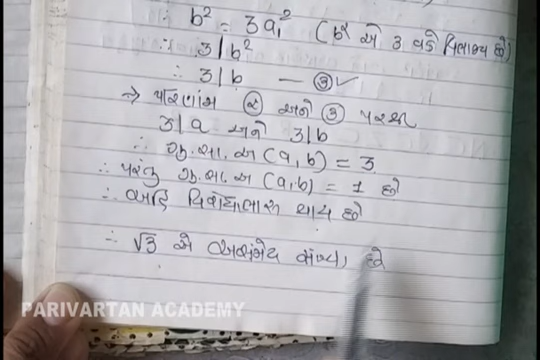 ∴ b² = 3a₁² (b² એ 3 વડે વિભાજ્ય છે)
∴ 3|b²
∴ 3|b — ③✓
⇒ પરિણામ ② અને ③ પરથી
3|a અને 3|b
∴ ગુ.સા.અ (a,b) = 3
∴ પરંતુ ગુ.સા.અ (a,b) = 1 છે
∴ અહિ વિરોધાભાસ થાય છે
∴ √3 એ અસંમેય સંખ્યા છે
PARIVARTAN ACADEMY